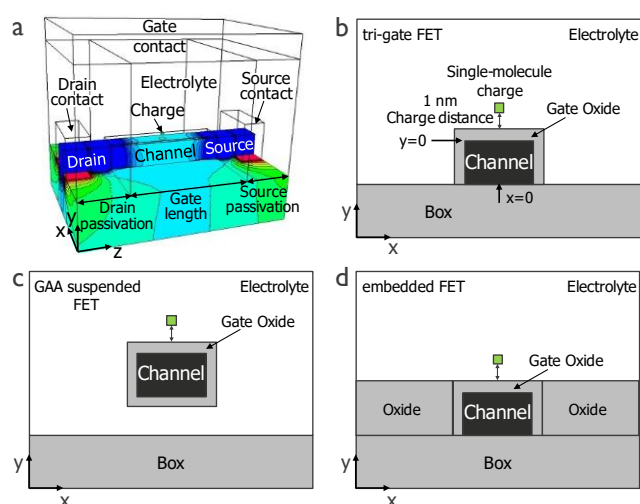 a
Gate
contact
Drain
contact
Electrolyte
Source
contact
Charge
Drain
Channel
Source
Drain
passivation
Gate
length
Source
passivation
y
x
z
b
tri-gate FET
Electrolyte
Single-molecule
charge
1 nm
Charge distance
Gate Oxide
y=0
Channel
x=0
Box
y
x
c
GAA suspended
FET
Electrolyte
Gate Oxide
Channel
Box
y
x
d
embedded FET
Electrolyte
Gate Oxide
Oxide
Channel
Oxide
Box
y
x